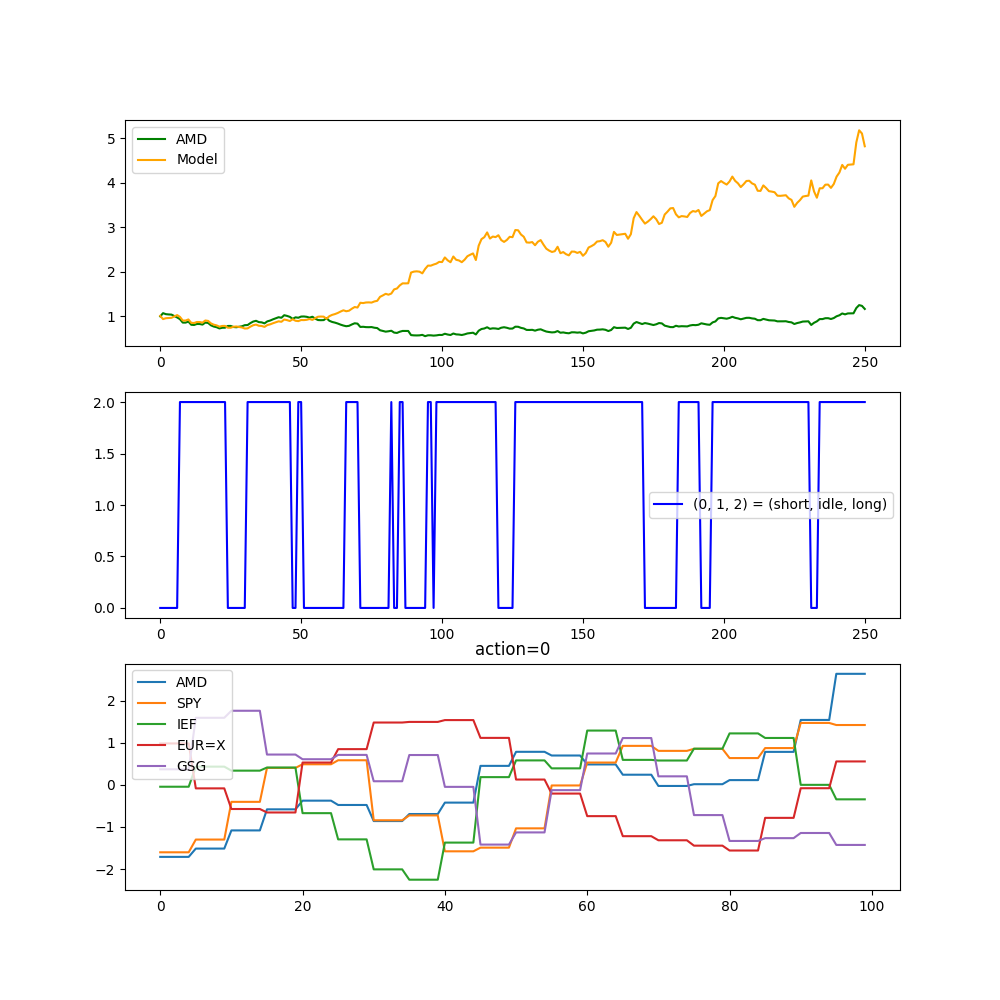 AMD
Model
5
4
3
2
1
0 50 100 150 200 250
2.0
1.5
1.0
0.5
0.0
(0, 1, 2) = (short, idle, long)
0 50 100 150 200 250
action=0
AMD
SPY
IEF
EUR=X
GSG
2
1
0
−1
−2
0 20 40 60 80 100